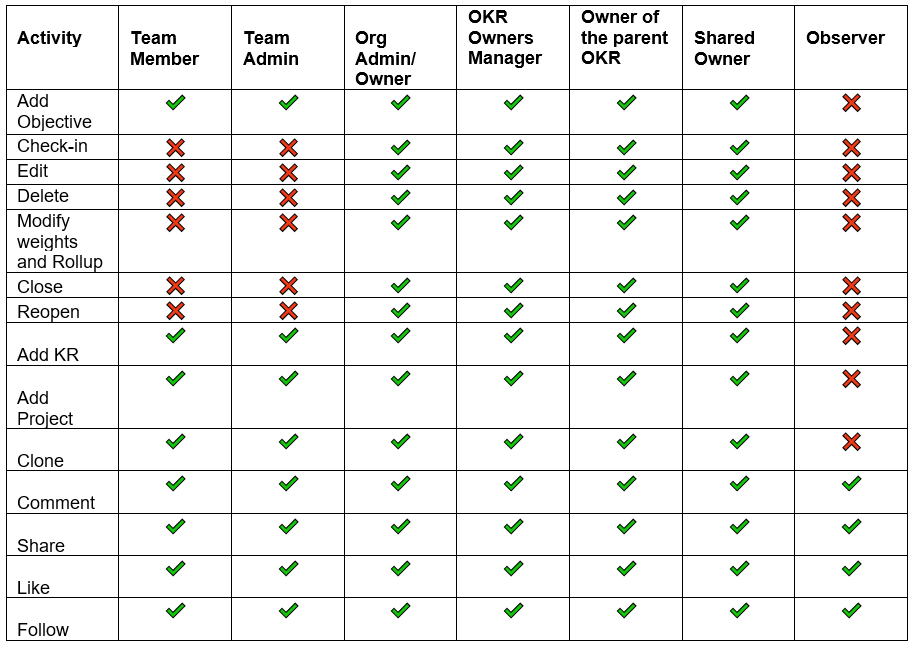 Activity
Team
Member
Team
Admin
Org
Admin/
Owner
OKR
Owners
Manager
Owner of
the parent
OKR
Shared
Owner
Observer
Add
Objective
Check-in
Edit
Delete
Modify
weights
and Rollup
Close
Reopen
Add KR
Add
Project
Clone
Comment
Share
Like
Follow